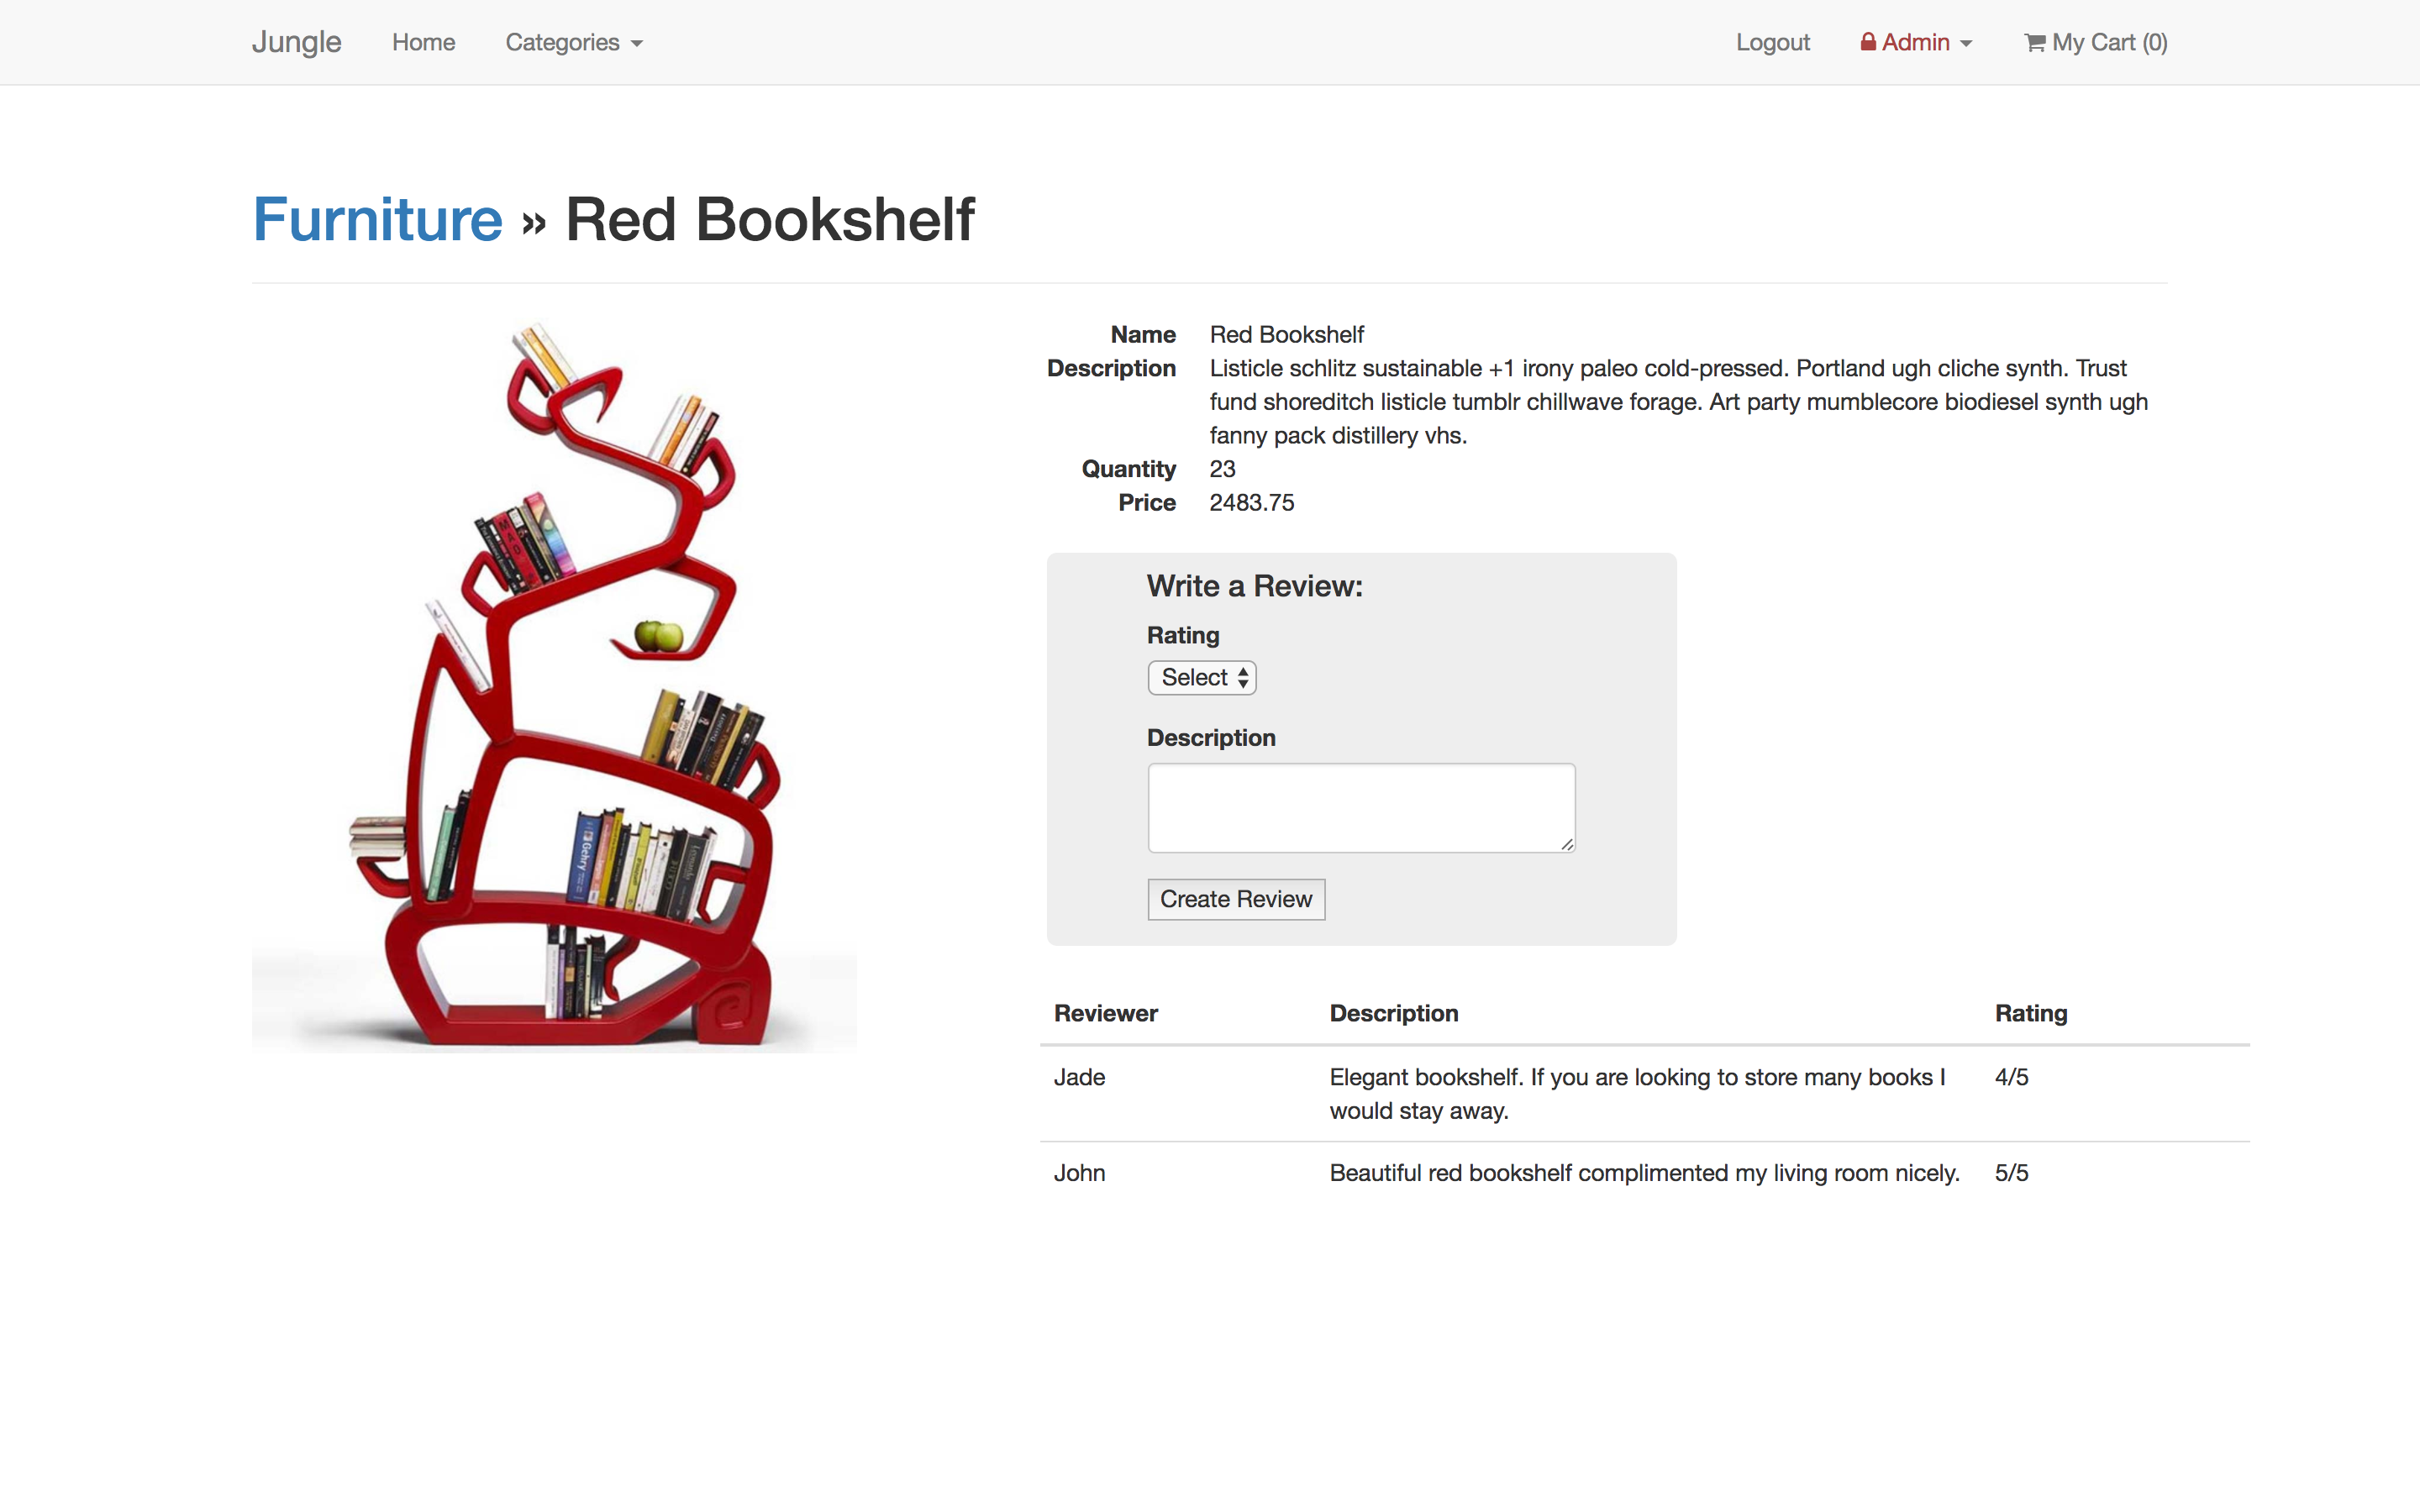 Jungle Home Categories Logout Admin My Cart (0)
Furniture » Red Bookshelf
Name Red Bookshelf
Description Listicle schlitz sustainable +1 irony paleo cold-pressed. Portland ugh cliche synth. Trust
fund shoreditch listicle tumblr chillwave forage. Art party mumblecore biodiesel synth ugh
fanny pack distillery vhs.
Quantity 23
Price 2483.75
Write a Review:
Rating
Select
Description
Create Review
Reviewer Description Rating
Jade Elegant bookshelf. If you are looking to store many books I 4/5
would stay away.
John Beautiful red bookshelf complimented my living room nicely. 5/5
MAO
Gehry